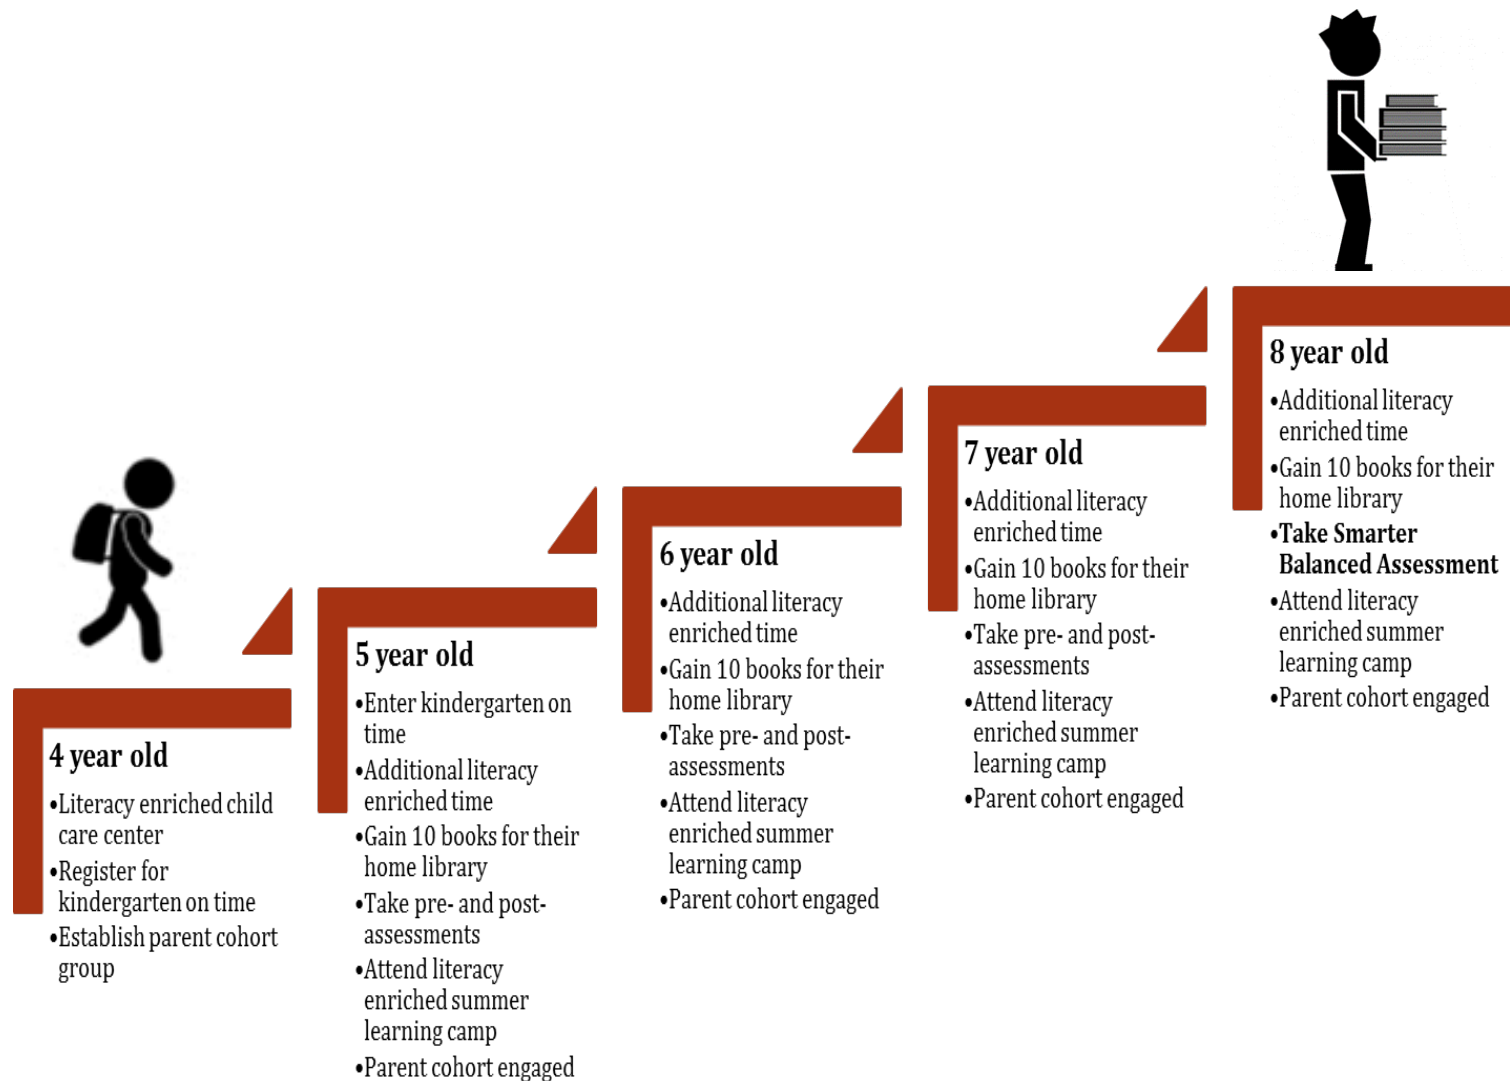 4 year old
•Literacy enriched child
care center
•Register for
kindergarten on time
•Establish parent cohort
group
5 year old
•Enter kindergarten on
time
•Additional literacy
enriched time
•Gain 10 books for their
home library
•Take pre- and post-
assessments
•Attend literacy
enriched summer
learning camp
•Parent cohort engaged
6 year old
•Additional literacy
enriched time
•Gain 10 books for their
home library
•Take pre- and post-
assessments
•Attend literacy
enriched summer
learning camp
•Parent cohort engaged
7 year old
•Additional literacy
enriched time
•Gain 10 books for their
home library
•Take pre- and post-
assessments
•Attend literacy
enriched summer
learning camp
•Parent cohort engaged
8 year old
•Additional literacy
enriched time
•Gain 10 books for their
home library
•Take Smarter
Balanced Assessment
•Attend literacy
enriched summer
learning camp
•Parent cohort engaged